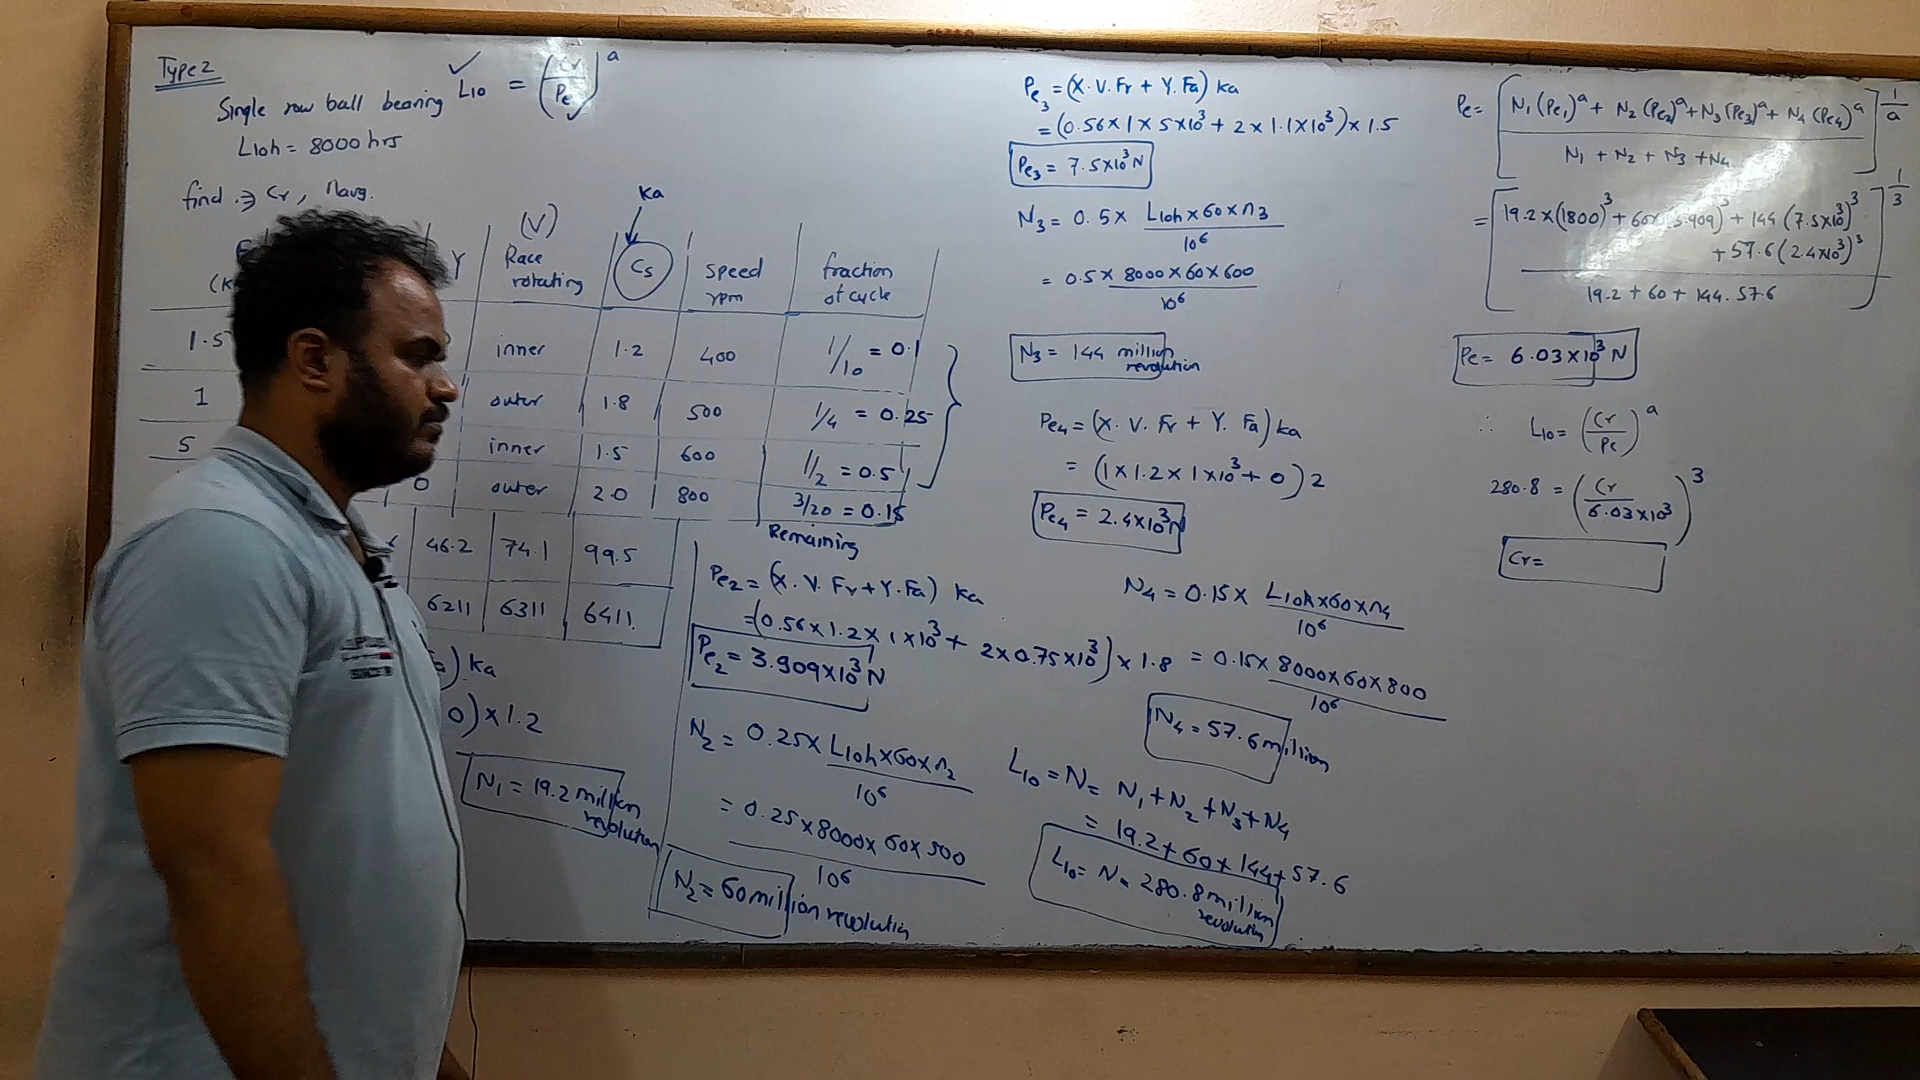 Type 2
Single row ball bearing L10 = (Cr/Pe)^a
L10h = 8000 hrs
find ⇒ Cr, navg.
Ka
(V)
Y | Race rotating | Cs | speed rpm | fraction of cycle
1.5 | inner | 1.2 | 400 | 1/10 = 0.1
1 | outer | 1.8 | 500 | 1/4 = 0.25
5 | inner | 1.5 | 600 | 1/2 = 0.5
0 | outer | 2.0 | 800 | 3/20 = 0.15
Remaining
46.2 | 74.1 | 99.5
6211 | 6311 | 6411
) ka
0) x 1.2
N1 = 19.2 million revolution
Pe2 = (X. V. Fr + Y. Fa) ka
= (0.56 x 1.2 x 1 x 10^3 + 2 x 0.75 x 10^3) x 1.8
Pe2 = 3.909 x 10^3 N
N2 = 0.25 x L10h x 60 x n2 / 10^6
= 0.25 x 8000 x 60 x 500 / 10^6
N2 = 60 million revolution
Pe3 = (X. V. Fr + Y. Fa) ka
= (0.56 x 1 x 5 x 10^3 + 2 x 1.1 x 10^3) x 1.5
Pe3 = 7.5 x 10^3 N
N3 = 0.5 x L10h x 60 x n3 / 10^6
= 0.5 x 8000 x 60 x 600 / 10^6
N3 = 144 million revolution
Pe4 = (X. V. Fr + Y. Fa) ka
= (1 x 1.2 x 1 x 10^3 + 0) 2
Pe4 = 2.4 x 10^3 N
N4 = 0.15 x L10h x 60 x n4 / 10^6
= 0.15 x 8000 x 60 x 800 / 10^6
N4 = 57.6 million
L10 = N = N1 + N2 + N3 + N4
= 19.2 + 60 + 144 + 57.6
L10 = N = 280.8 million revolution
Pe = [N1 (Pe1)^a + N2 (Pe2)^a + N3 (Pe3)^a + N4 (Pe4)^a / N1 + N2 + N3 + N4]^1/a
= [19.2 x (1800)^3 + 60 x (3.909)^3 + 144 (7.5 x 10^3)^3 + 57.6 (2.4 x 10^3)^3 / 19.2 + 60 + 144. 57.6]^1/3
Pe = 6.03 x 10^3 N
∴ L10 = (Cr/Pe)^a
280.8 = (Cr / 6.03 x 10^3)^3
Cr =